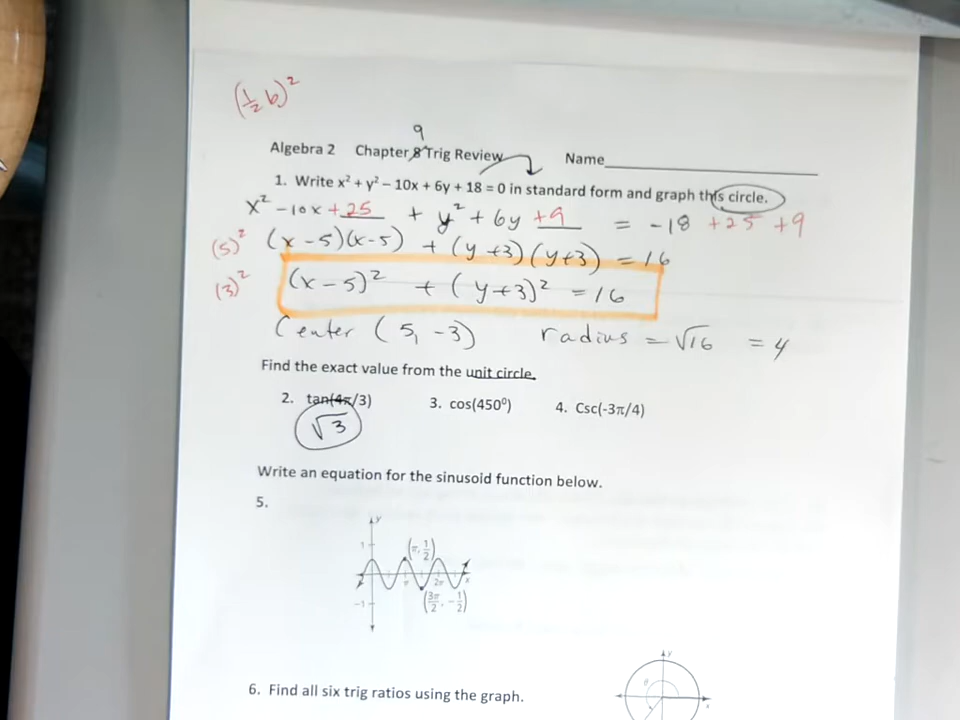 (1/2 b)²
9
Algebra 2 Chapter 8 Trig Review Name
1. Write x² + y² – 10x + 6y + 18 = 0 in standard form and graph this circle.
x² - 10x + 25 + y² + 6y + 9 = -18 + 25 + 9
(5)² (x - 5)(x - 5) + (y + 3)(y + 3) = 16
(3)² (x - 5)² + (y + 3)² = 16
Center (5, -3) radius = √16 = 4
Find the exact value from the unit circle.
2. tan(4π/3) 3. cos(450⁰) 4. Csc(-3π/4)
√3
Write an equation for the sinusoid function below.
5.
y
1 (π, 1/2)
π 2π x
-1 (3π/2, -1/2)
6. Find all six trig ratios using the graph.
y
θ
x